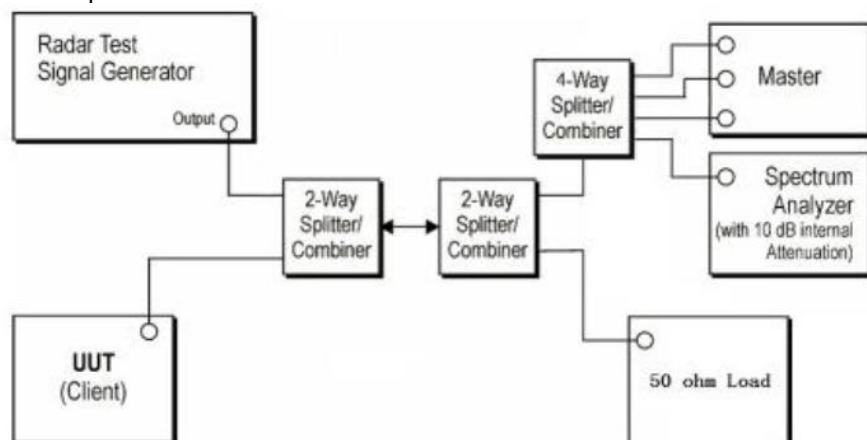 Radar Test
Signal Generator
Output
4-Way
Splitter/
Combiner
Master
Spectrum
Analyzer
(with 10 dB internal
Attenuation)
2-Way
Splitter/
Combiner
2-Way
Splitter/
Combiner
UUT
(Client)
50 ohm Load